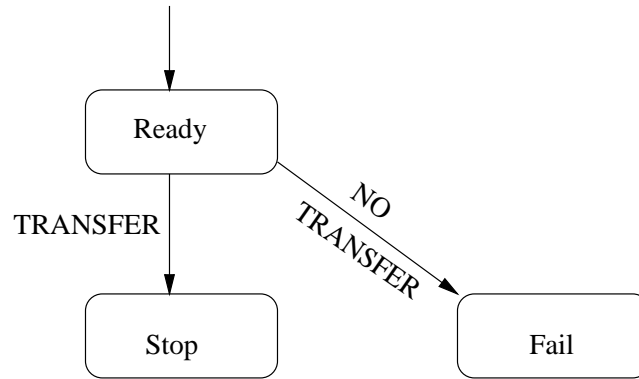 Ready
NO
TRANSFER
TRANSFER
Stop
Fail